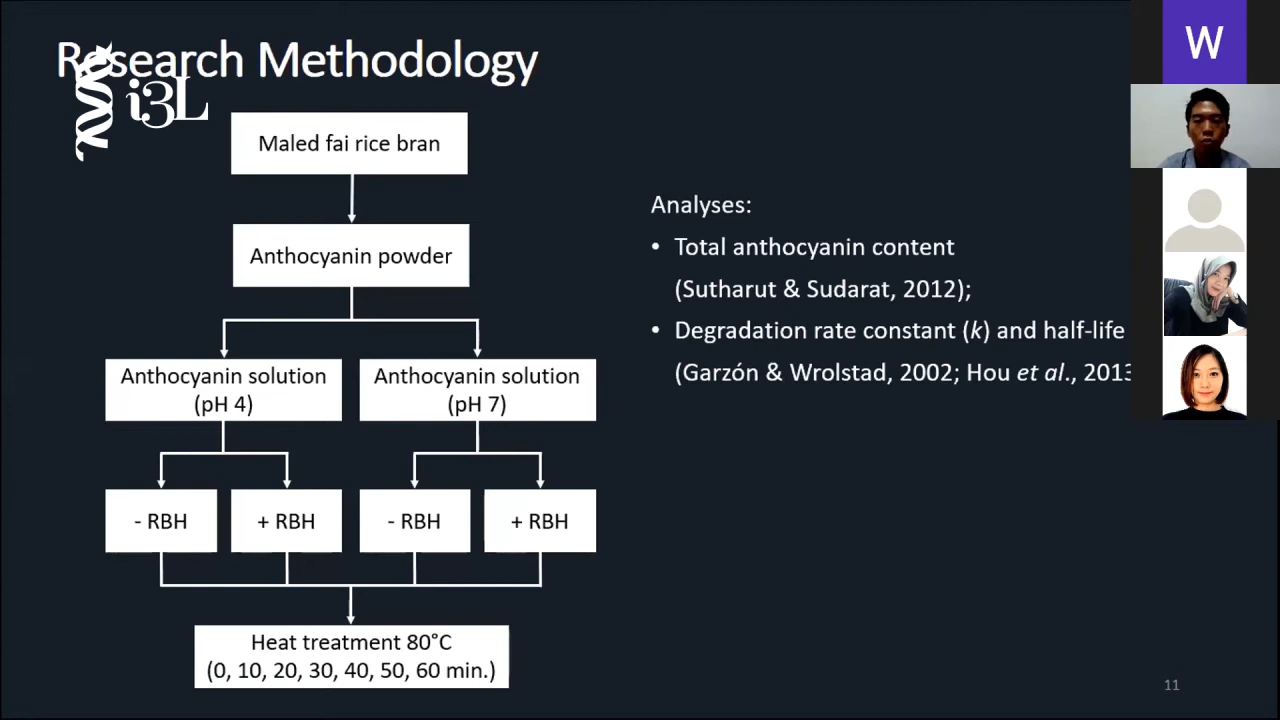 Research Methodology
i3L
Maled fai rice bran
Anthocyanin powder
Anthocyanin solution
(pH 4)
Anthocyanin solution
(pH 7)
- RBH
+ RBH
- RBH
+ RBH
Heat treatment 80°C
(0, 10, 20, 30, 40, 50, 60 min.)
Analyses:
• Total anthocyanin content
(Sutharut & Sudarat, 2012);
• Degradation rate constant (k) and half-life
(Garzón & Wrolstad, 2002; Hou et al., 2013
W
11